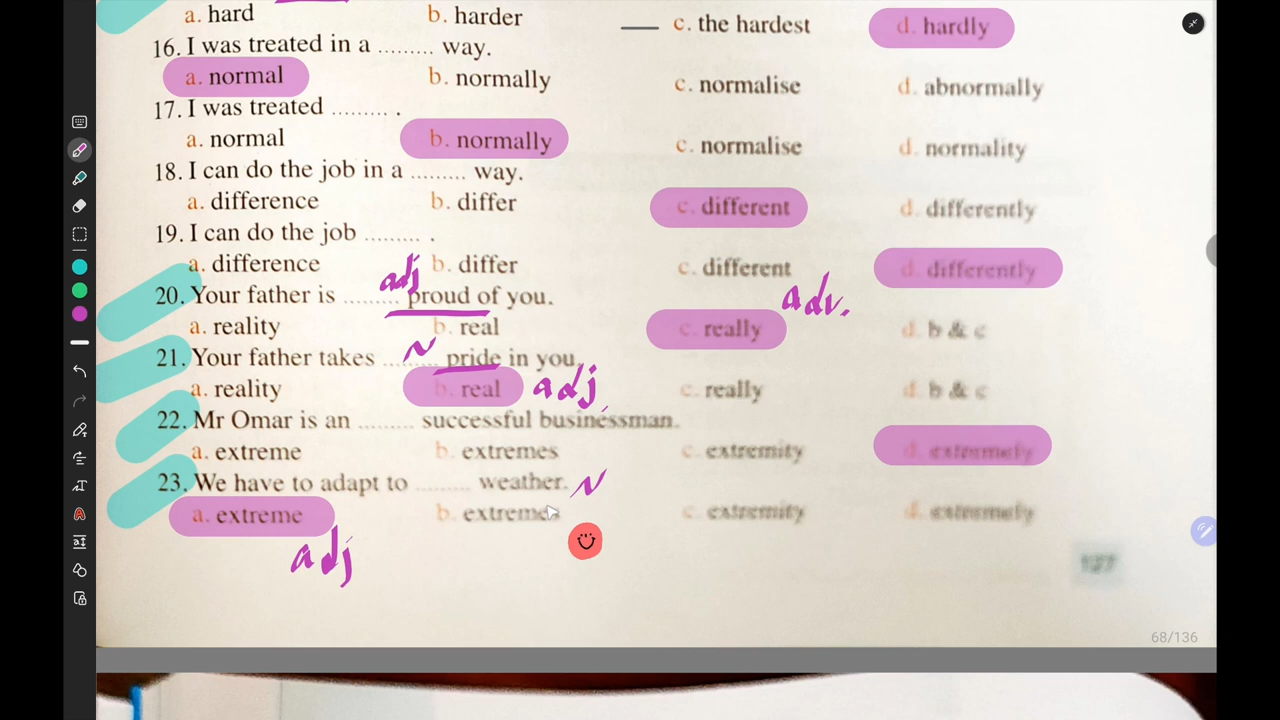 a. hard b. harder c. the hardest d. hardly
16. I was treated in a ......... way.
a. normal b. normally c. normalise d. abnormally
17. I was treated ......... .
a. normal b. normally c. normalise d. normality
18. I can do the job in a ......... way.
a. difference b. differ c. different d. differently
19. I can do the job ......... .
a. difference b. differ c. different d. differently
adj
20. Your father is ......... proud of you.
adv.
a. reality b. real c. really d. b & c
N
21. Your father takes ......... pride in you.
a. reality b. real adj c. really d. b & c
22. Mr Omar is an ......... successful businessman.
a. extreme b. extremes c. extremity d. extremely
23. We have to adapt to ......... weather. N
a. extreme b. extremes c. extremity d. extremely
adj
127
68/136